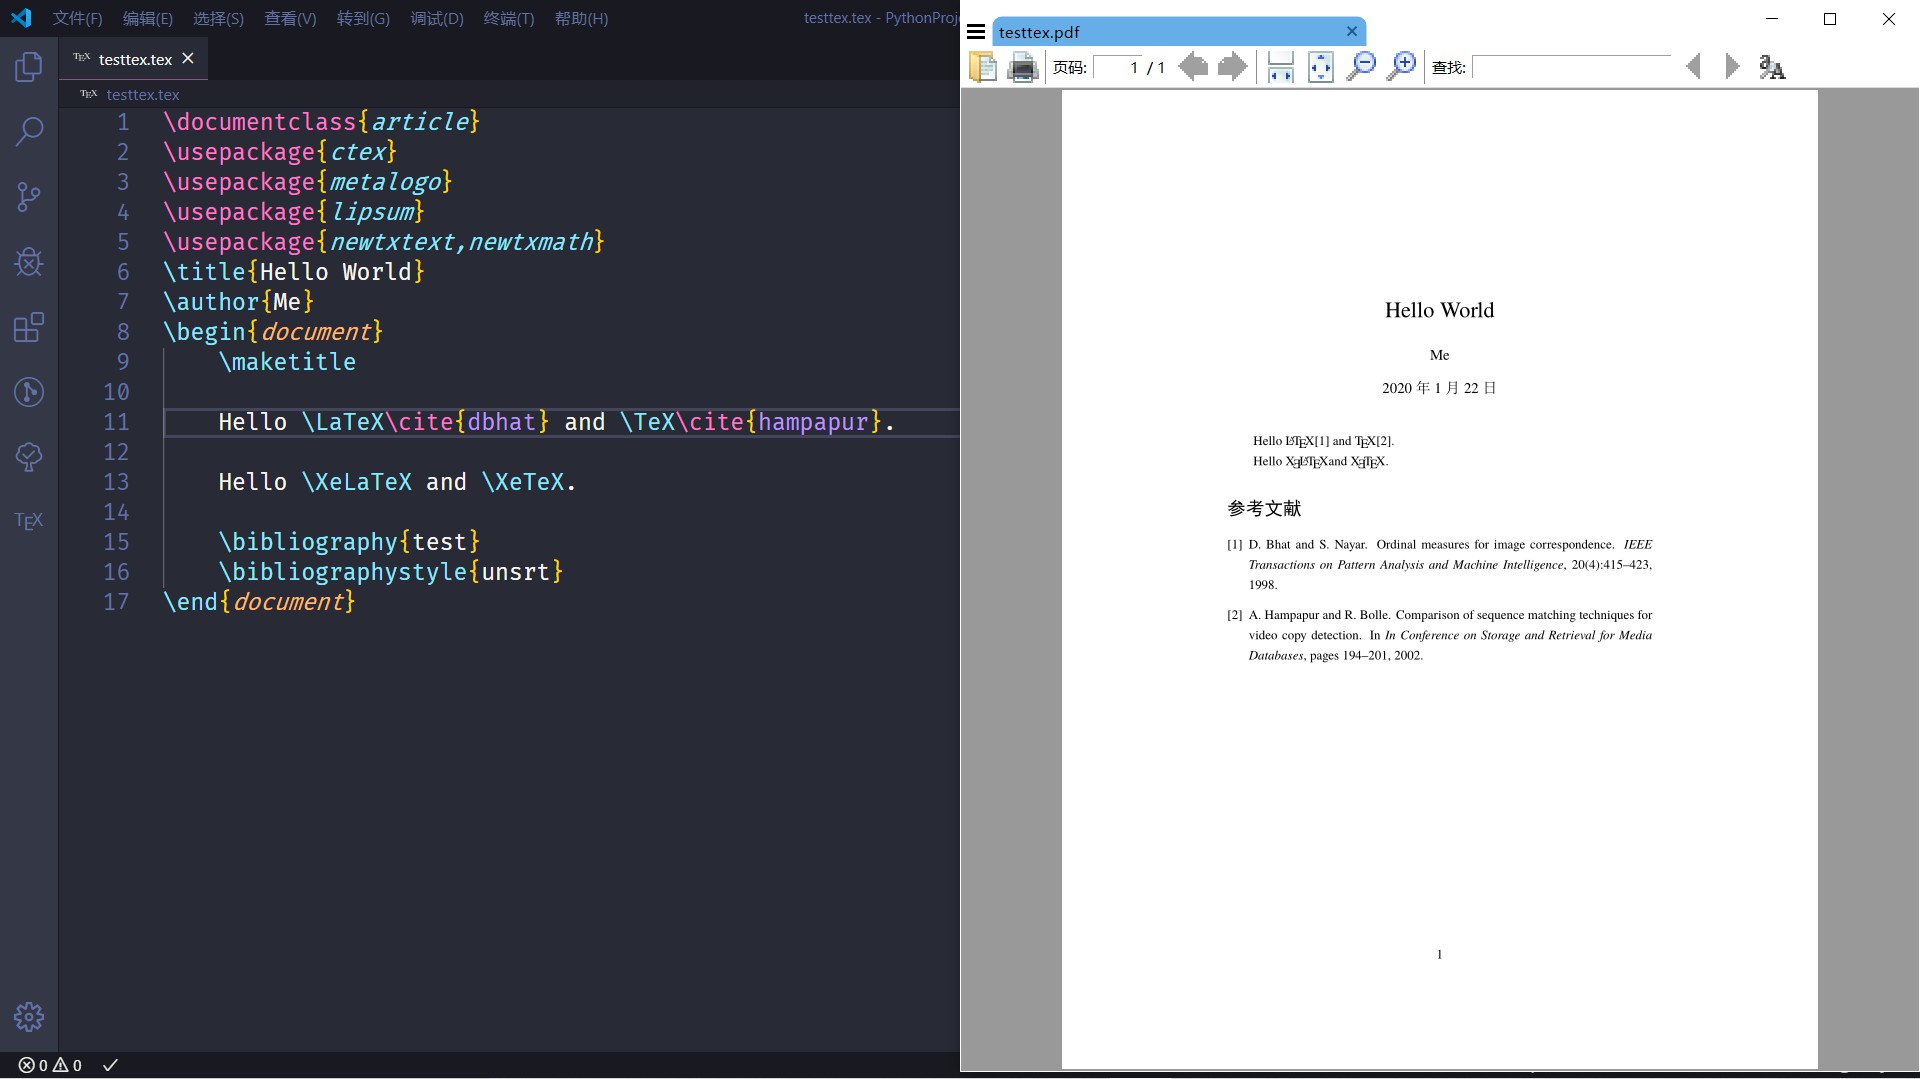 文件(F) 编辑(E) 选择(S) 查看(V) 转到(G) 调试(D) 终端(T) 帮助(H) testtex.tex - PythonProj
TEX testtex.tex
TEX testtex.tex
1 \documentclass{article}
2 \usepackage{ctex}
3 \usepackage{metalogo}
4 \usepackage{lipsum}
5 \usepackage{newtxtext,newtxmath}
6 \title{Hello World}
7 \author{Me}
8 \begin{document}
9 \maketitle
10
11 Hello \LaTeX\cite{dbhat} and \TeX\cite{hampapur}.
12
13 Hello \XeLaTeX and \XeTeX.
14
15 \bibliography{test}
16 \bibliographystyle{unsrt}
17 \end{document}
TEX
0 0
testtex.pdf
页码: 1 / 1 查找:
Hello World
Me
2020 年 1 月 22 日
Hello LATEX[1] and TEX[2].
Hello XƎLATEXand XƎTEX.
参考文献
[1] D. Bhat and S. Nayar. Ordinal measures for image correspondence. IEEE
Transactions on Pattern Analysis and Machine Intelligence, 20(4):415–423,
1998.
[2] A. Hampapur and R. Bolle. Comparison of sequence matching techniques for
video copy detection. In In Conference on Storage and Retrieval for Media
Databases, pages 194–201, 2002.
1